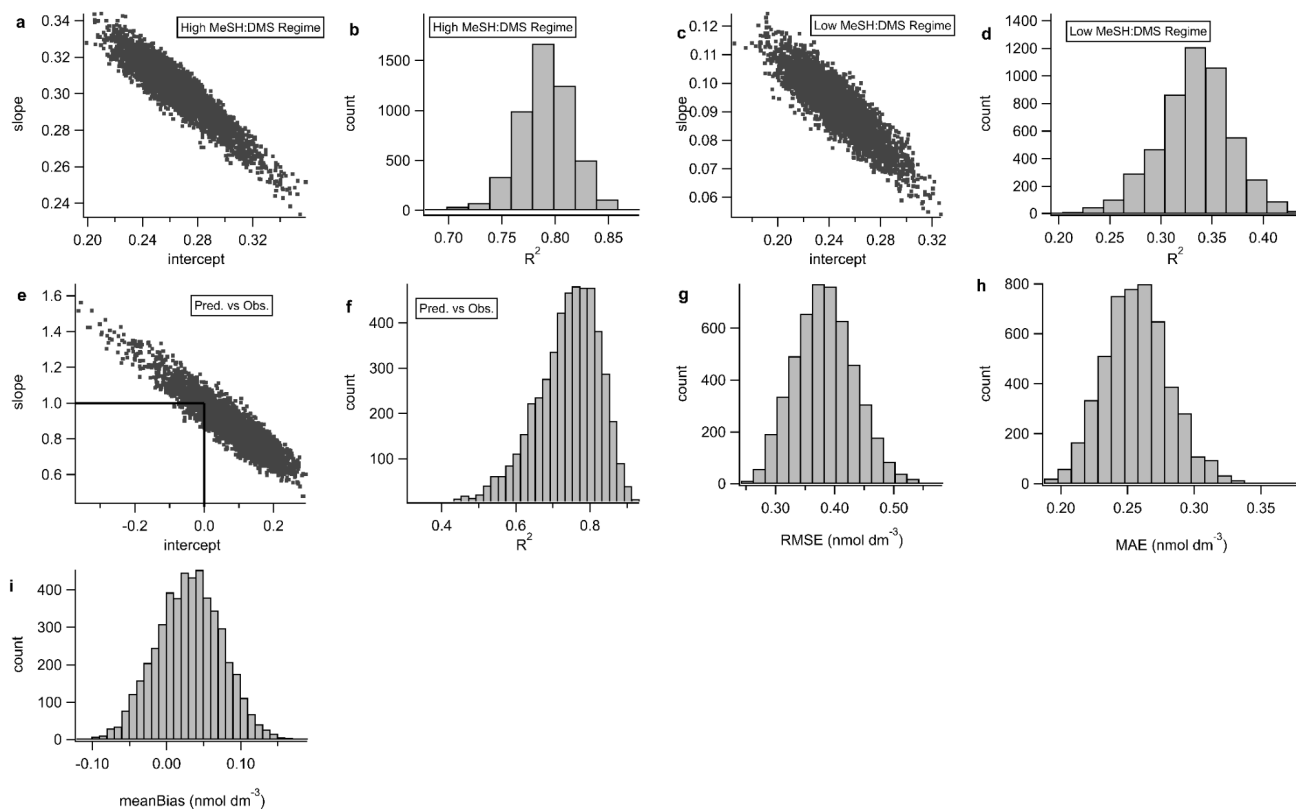 a
High MeSH:DMS Regime
slope
0.34
0.32
0.30
0.28
0.26
0.24
0.20 0.24 0.28 0.32
intercept
b
High MeSH:DMS Regime
count
1500
1000
500
0
0.70 0.75 0.80 0.85
R²
c
Low MeSH:DMS Regime
slope
0.12
0.11
0.10
0.09
0.08
0.07
0.06
0.20 0.24 0.28 0.32
intercept
d
Low MeSH:DMS Regime
count
1400
1200
1000
800
600
400
200
0
0.20 0.25 0.30 0.35 0.40
R²
e
Pred. vs Obs.
slope
1.6
1.4
1.2
1.0
0.8
0.6
-0.2 0.0 0.2
intercept
f
Pred. vs Obs.
count
400
300
200
100
0.4 0.6 0.8
R²
g
count
600
400
200
0
0.30 0.40 0.50
RMSE (nmol dm⁻³)
h
count
800
600
400
200
0
0.20 0.25 0.30 0.35
MAE (nmol dm⁻³)
i
count
400
300
200
100
0
-0.10 0.00 0.10
meanBias (nmol dm⁻³)